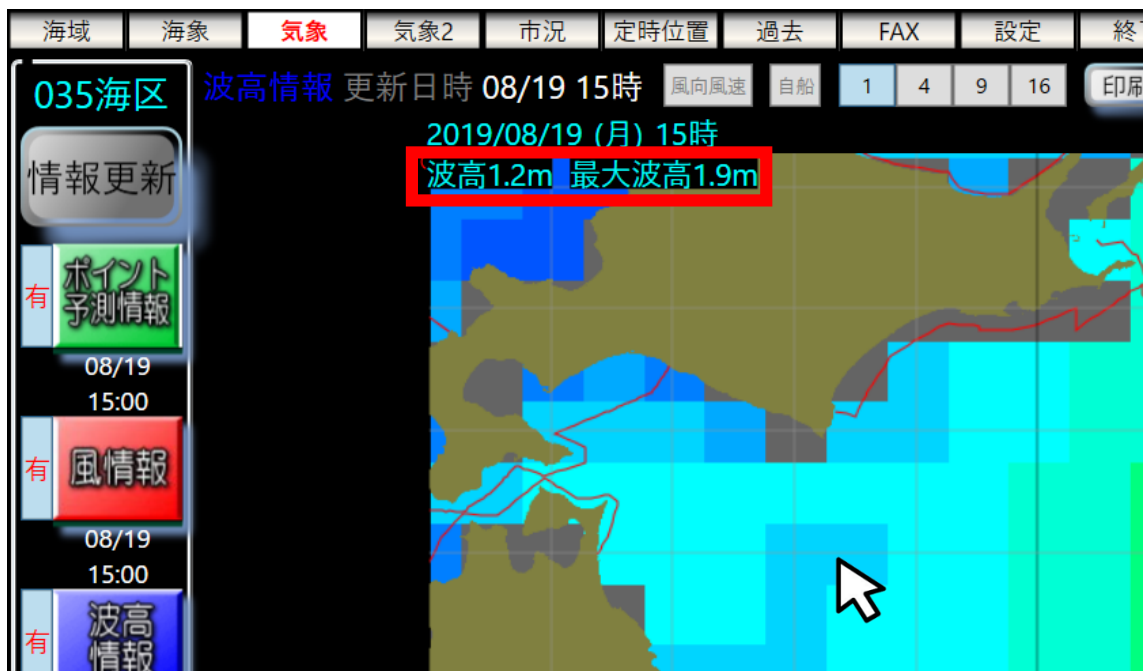 海域 海象 気象 気象2 市況 定時位置 過去 FAX 設定
035海区 波高情報 更新日時 08/19 15時 風向風速 自船 1 4 9 16
2019/08/19 (月) 15時
波高1.2m 最大波高1.9m
情報更新
有 ポイント
予測情報
08/19
15:00
有 風情報
08/19
15:00
有 波高
情報